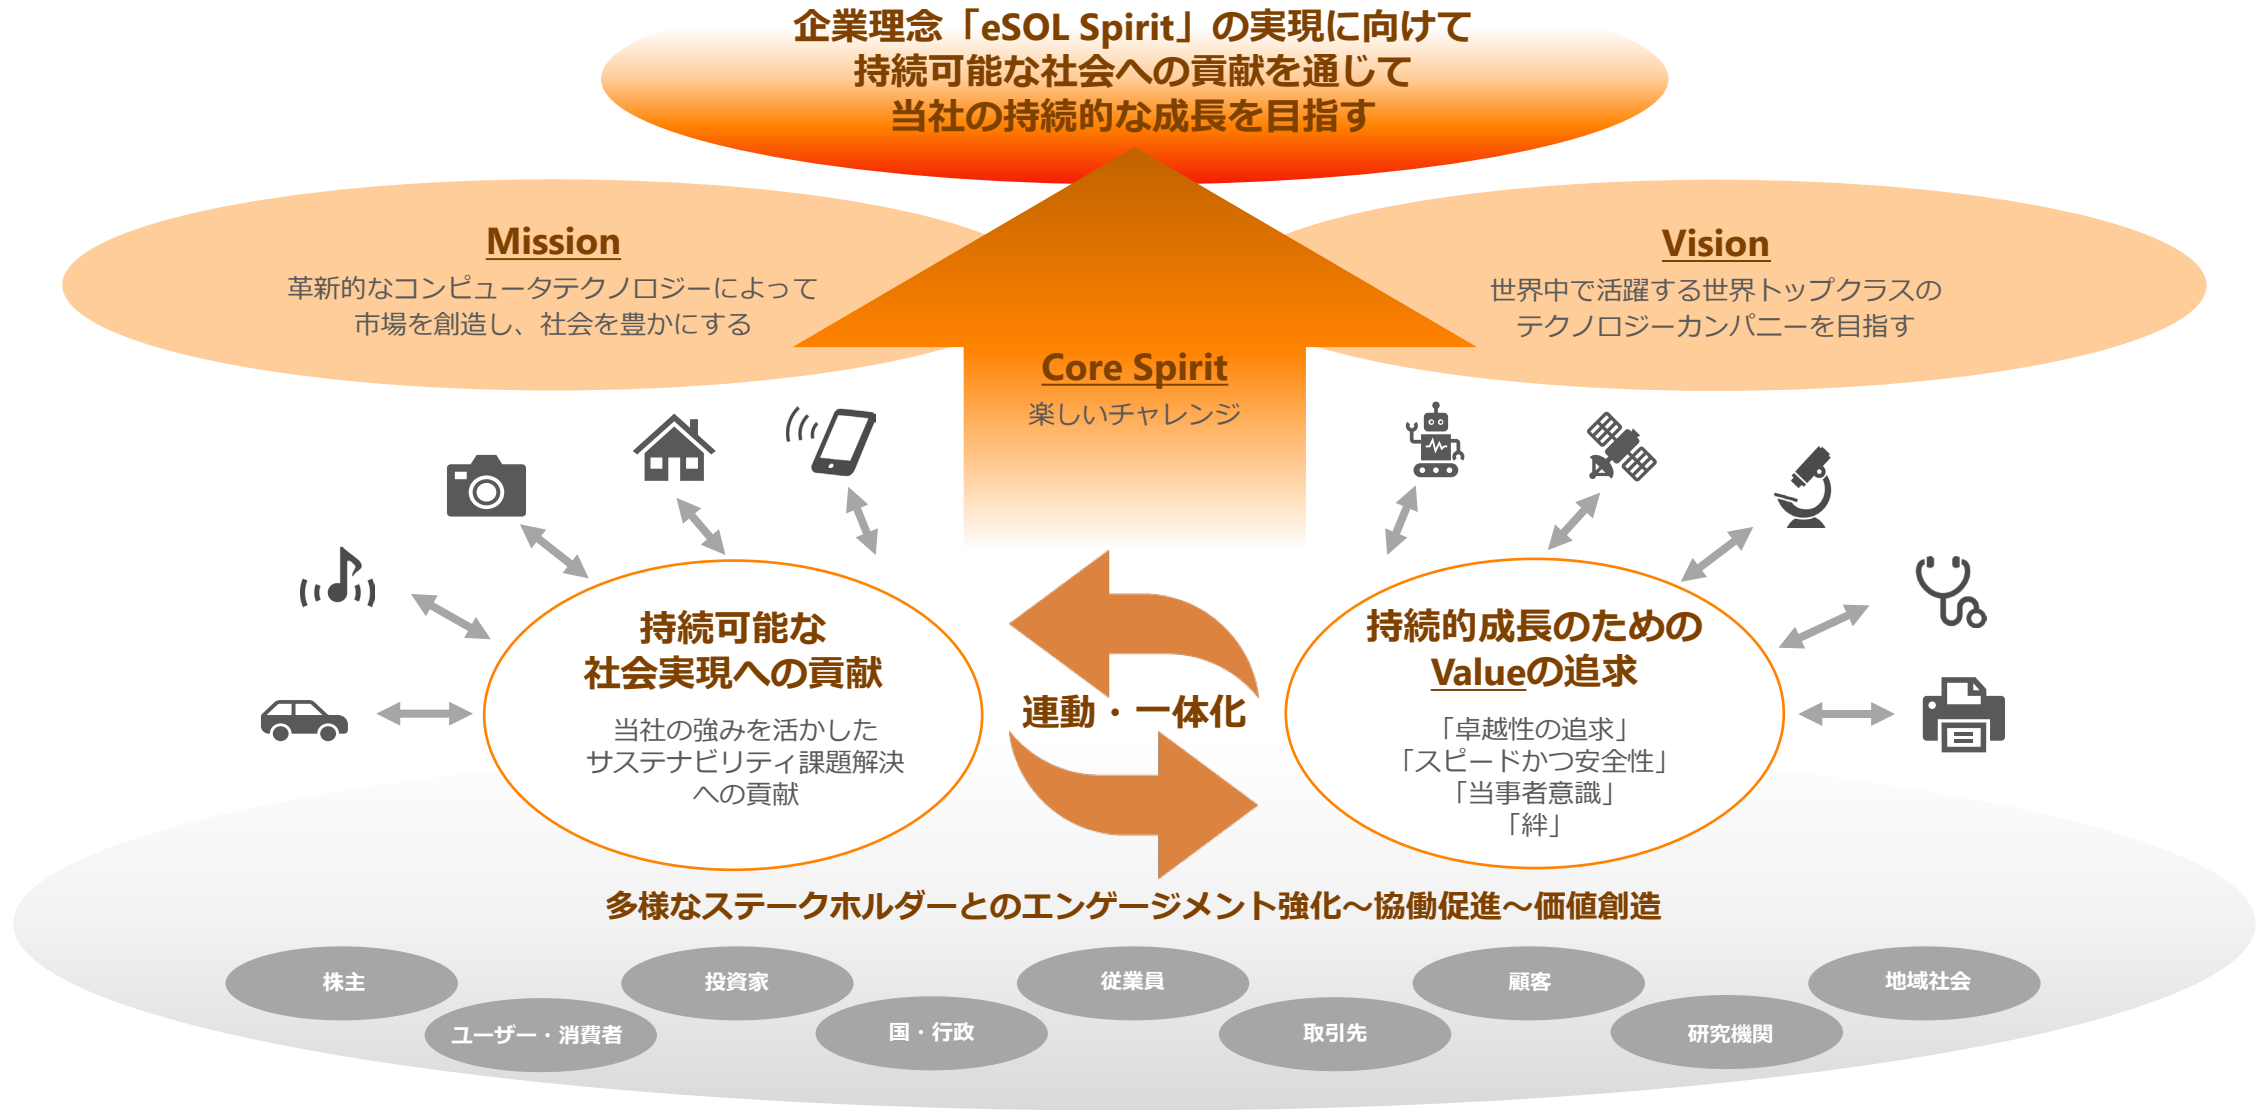 企業理念「eSOL Spirit」の実現に向けて
持続可能な社会への貢献を通じて
当社の持続的な成長を目指す
Mission
革新的なコンピュータテクノロジーによって
市場を創造し、社会を豊かにする
Vision
世界中で活躍する世界トップクラスの
テクノロジーカンパニーを目指す
Core Spirit
楽しいチャレンジ
持続可能な
社会実現への貢献
当社の強みを活かした
サステナビリティ課題解決
への貢献
連動・一体化
持続的成長のための
Valueの追求
「卓越性の追求」
「スピードかつ安全性」
「当事者意識」
「絆」
多様なステークホルダーとのエンゲージメント強化～協働促進～価値創造
株主
投資家
従業員
顧客
地域社会
ユーザー・消費者
国・行政
取引先
研究機関